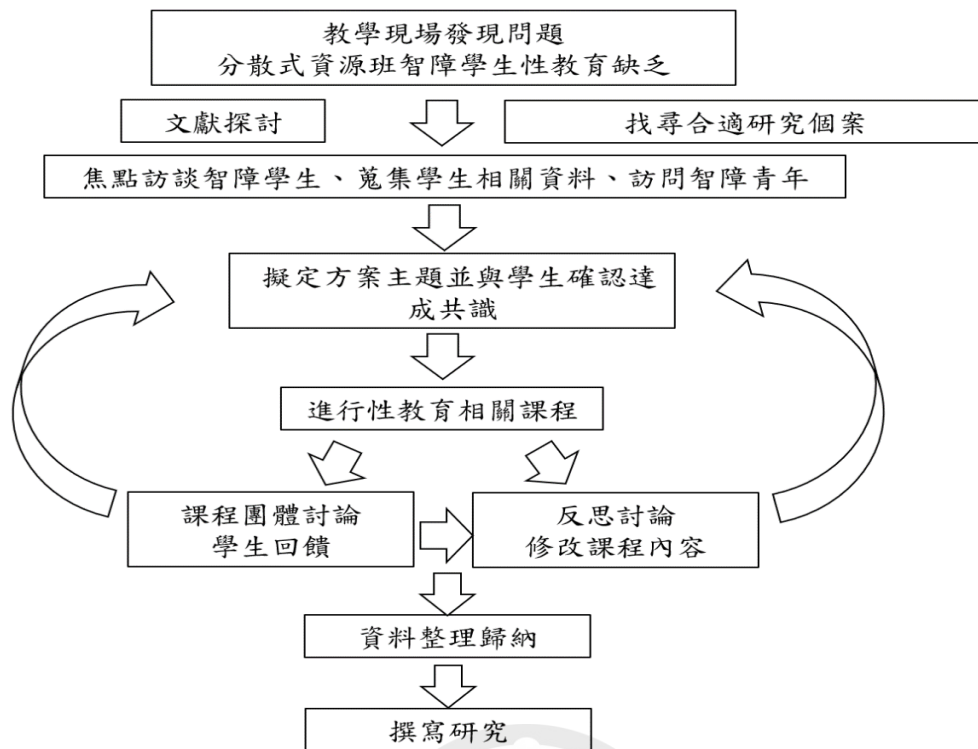 教學現場發現問題
分散式資源班智障學生性教育缺乏
文獻探討
找尋合適研究個案
焦點訪談智障學生、蒐集學生相關資料、訪問智障青年
擬定方案主題並與學生確認達
成共識
進行性教育相關課程
課程團體討論
學生回饋
反思討論
修改課程內容
資料整理歸納
撰寫研究